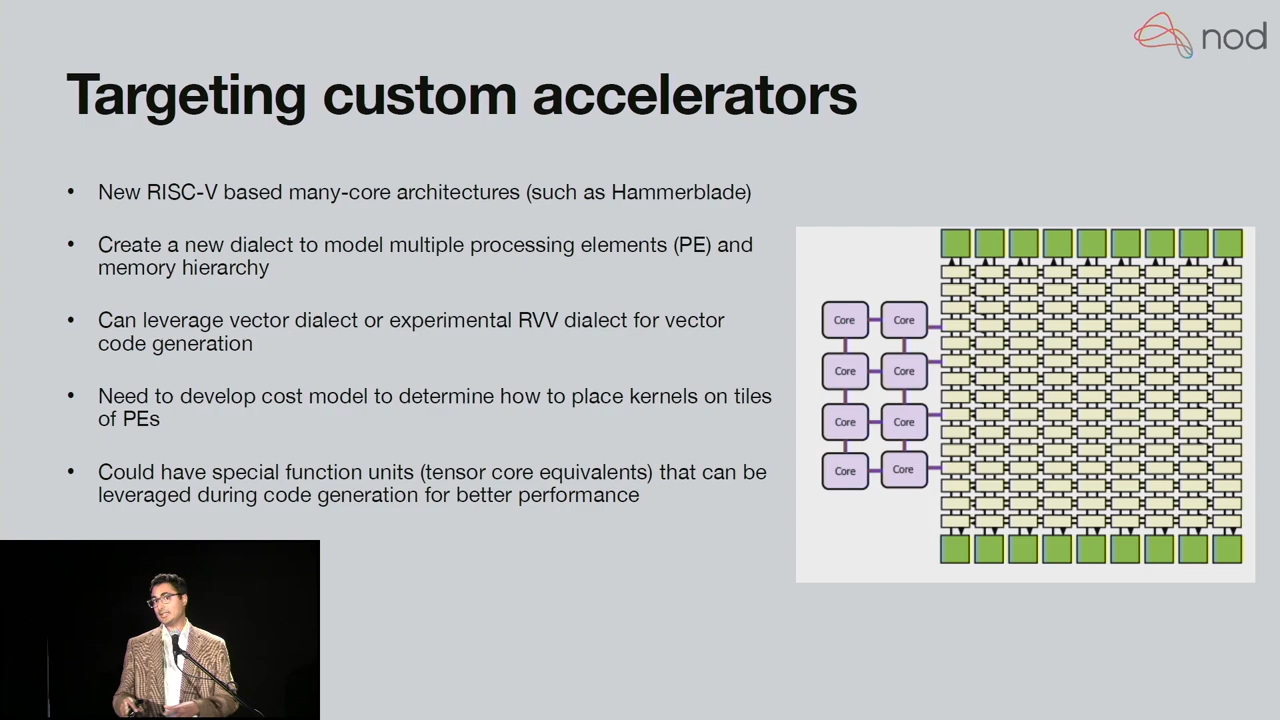 nod
Targeting custom accelerators
• New RISC-V based many-core architectures (such as Hammerblade)
• Create a new dialect to model multiple processing elements (PE) and
memory hierarchy
• Can leverage vector dialect or experimental RVV dialect for vector
code generation
• Need to develop cost model to determine how to place kernels on tiles
of PEs
• Could have special function units (tensor core equivalents) that can be
leveraged during code generation for better performance
Core Core
Core Core
Core Core
Core Core